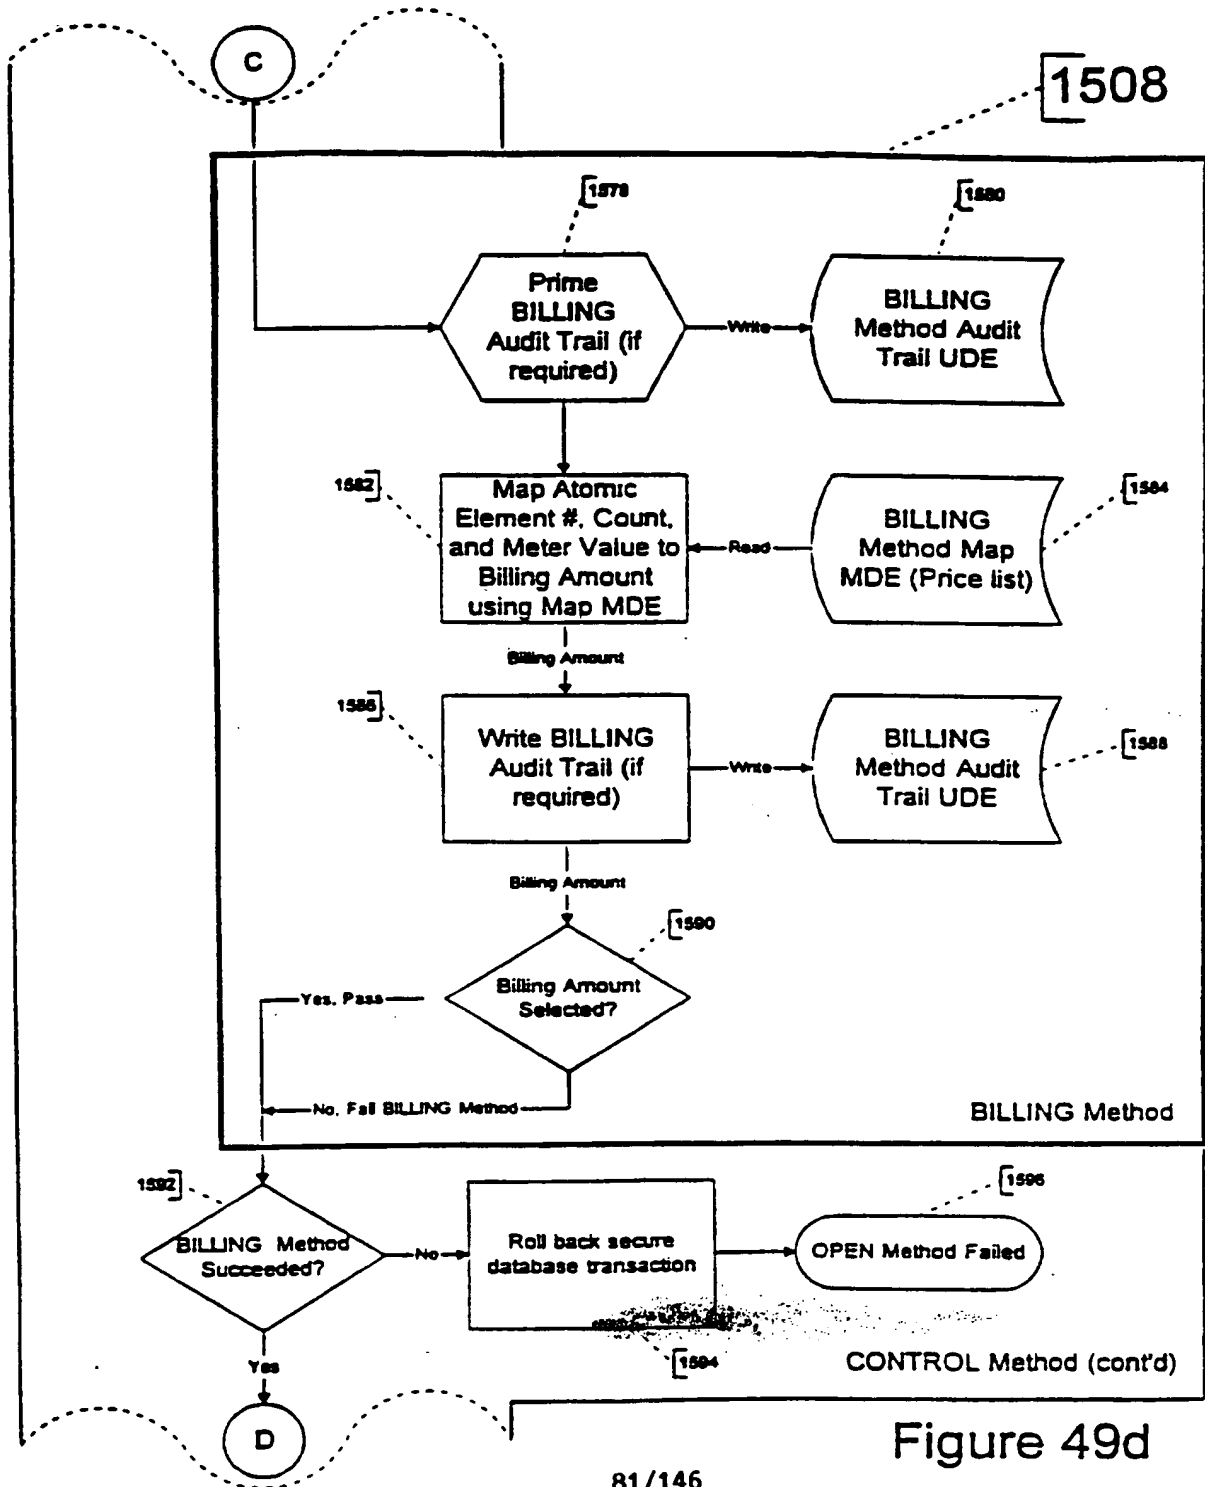 C
1508
1578
1580
Prime
BILLING
Audit Trail (if
required)
Write
BILLING
Method Audit
Trail UDE
1582
Map Atomic
Element #, Count,
and Meter Value to
Billing Amount
using Map MDE
Read
BILLING
Method Map
MDE (Price list)
1584
Billing Amount
1586
Write BILLING
Audit Trail (if
required)
Write
BILLING
Method Audit
Trail UDE
1588
Billing Amount
1590
Billing Amount
Selected?
Yes, Pass
No, Fail BILLING Method
BILLING Method
1592
BILLING Method
Succeeded?
No
Roll back secure
database transaction
1596
OPEN Method Failed
Yes
1594
CONTROL Method (cont'd)
D
Figure 49d
81/146